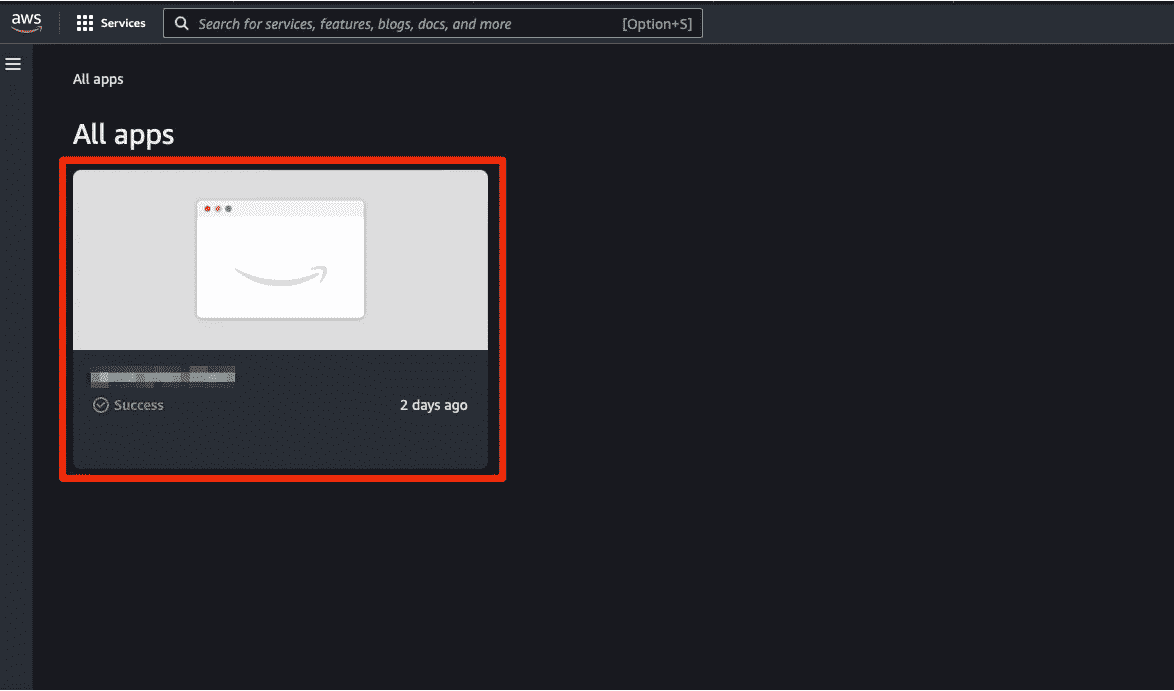 aws
Services
Search for services, features, blogs, docs, and more
[Option+S]
All apps
All apps
Success
2 days ago